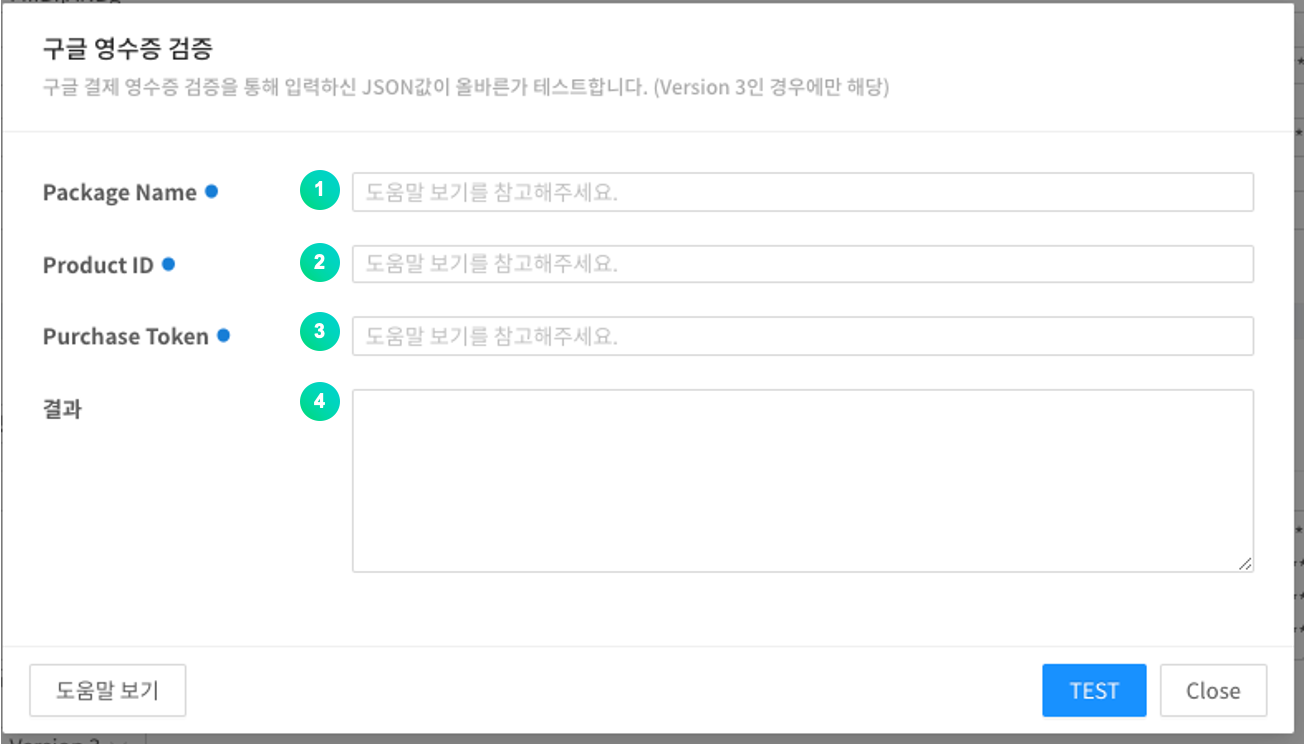 구글 영수증 검증
구글 결제 영수증 검증을 통해 입력하신 JSON값이 올바른가 테스트합니다. (Version 3인 경우에만 해당)
Package Name
1
도움말 보기를 참고해주세요.
Product ID
2
도움말 보기를 참고해주세요.
Purchase Token
3
도움말 보기를 참고해주세요.
결과
4
도움말 보기
TEST
Close